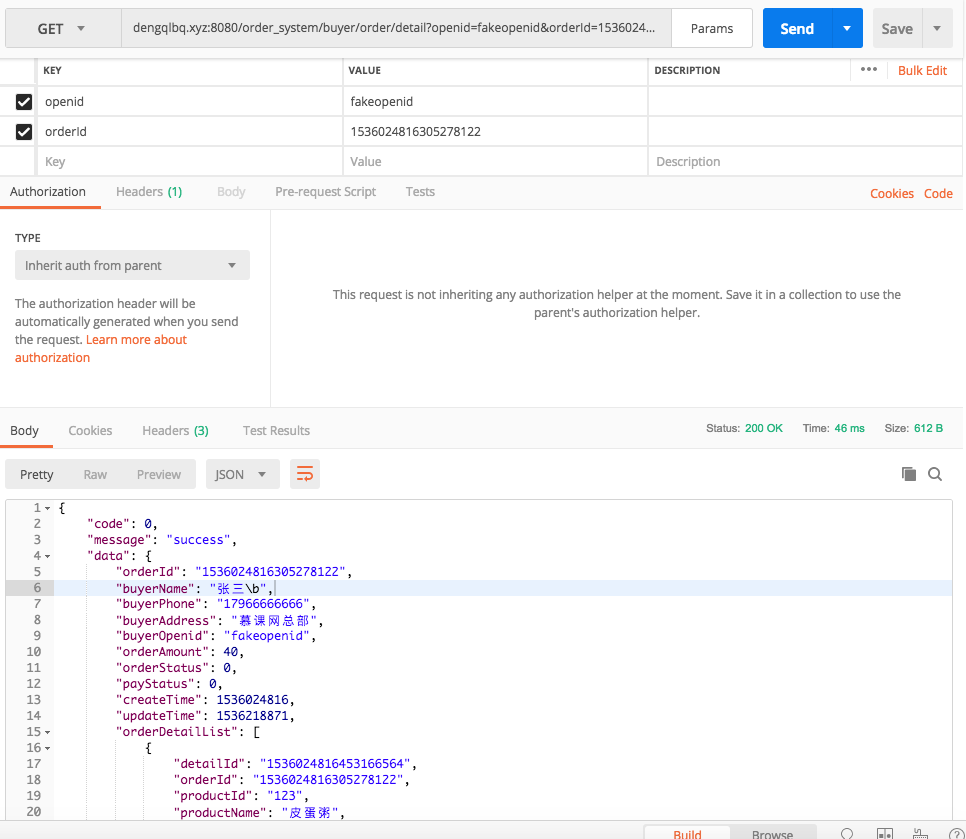 GET dengqlbq.xyz:8080/order_system/buyer/order/detail?openid=fakeopenid&orderId=1536024... Params Send Save
KEY VALUE DESCRIPTION ••• Bulk Edit
openid fakeopenid
orderId 1536024816305278122
Key Value Description
Authorization Headers (1) Body Pre-request Script Tests Cookies Code
TYPE
Inherit auth from parent
The authorization header will be
automatically generated when you send
the request. Learn more about
authorization
This request is not inheriting any authorization helper at the moment. Save it in a collection to use the
parent's authorization helper.
Body Cookies Headers (3) Test Results Status: 200 OK Time: 46 ms Size: 612 B
Pretty Raw Preview JSON
1 {
2 "code": 0,
3 "message": "success",
4 "data": {
5 "orderId": "1536024816305278122",
6 "buyerName": "张三\b",
7 "buyerPhone": "17966666666",
8 "buyerAddress": "慕课网总部",
9 "buyerOpenid": "fakeopenid",
10 "orderAmount": 40,
11 "orderStatus": 0,
12 "payStatus": 0,
13 "createTime": 1536024816,
14 "updateTime": 1536218871,
15 "orderDetailList": [
16 {
17 "detailId": "1536024816453166564",
18 "orderId": "1536024816305278122",
19 "productId": "123",
20 "productName": "皮蛋粥",
Build Browse